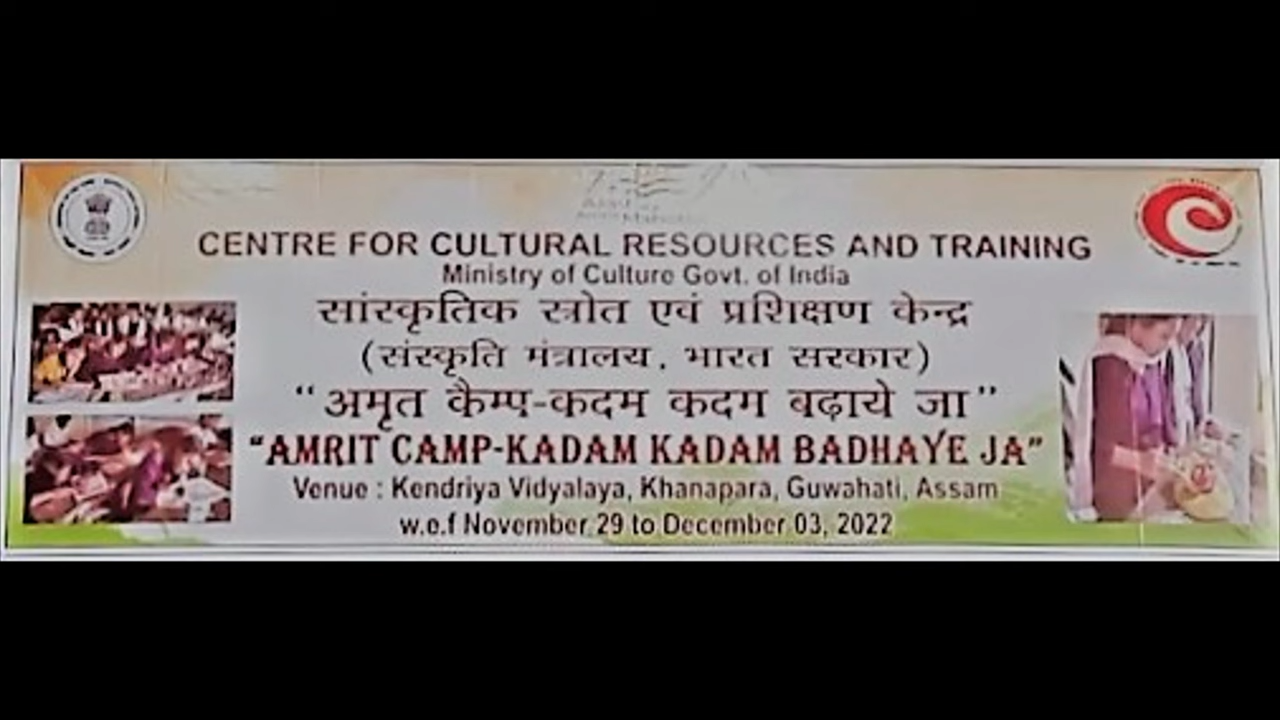 CENTRE FOR CULTURAL RESOURCES AND TRAINING
Ministry of Culture Govt. of India
सांस्कृतिक स्त्रोत एवं प्रशिक्षण केन्द्र
(संस्कृति मंत्रालय, भारत सरकार)
"अमृत कैम्प-कदम कदम बढ़ाये जा"
"AMRIT CAMP-KADAM KADAM BADHAYE JA"
Venue : Kendriya Vidyalaya, Khanapara, Guwahati, Assam
w.e.f November 29 to December 03, 2022